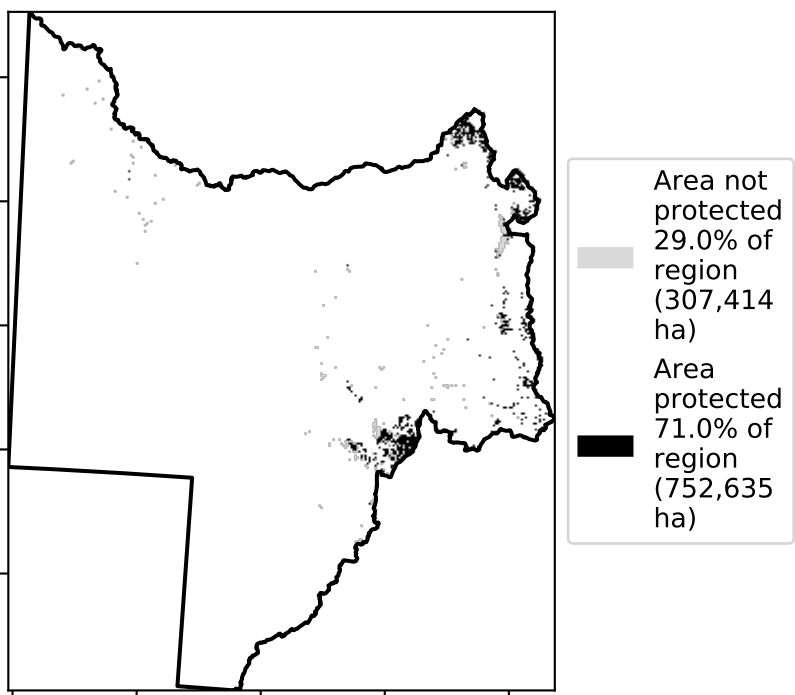 Area not
protected
29.0% of
region
(307,414
ha)
Area
protected
71.0% of
region
(752,635
ha)